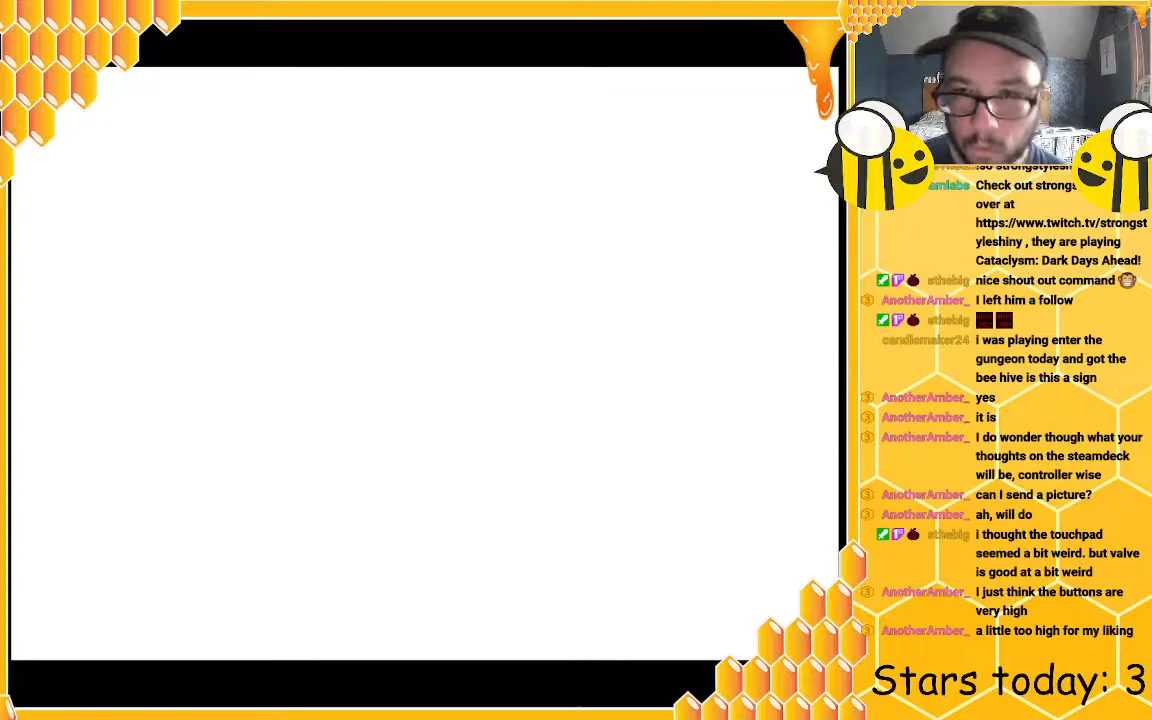 Check out strongs
over at
https://www.twitch.tv/strongst
yleshiny , they are playing
Cataclysm: Dark Days Ahead!
sthebig nice shout out command
AnotherAmber_ I left him a follow
sthebig
candlemaker24 i was playing enter the
gungeon today and got the
bee hive is this a sign
AnotherAmber_ yes
AnotherAmber_ it is
AnotherAmber_ I do wonder though what your
thoughts on the steamdeck
will be, controller wise
AnotherAmber_ can I send a picture?
AnotherAmber_ ah, will do
sthebig i thought the touchpad
seemed a bit weird. but valve
is good at a bit weird
AnotherAmber_ I just think the buttons are
very high
AnotherAmber_ a little too high for my liking
Stars today: 3